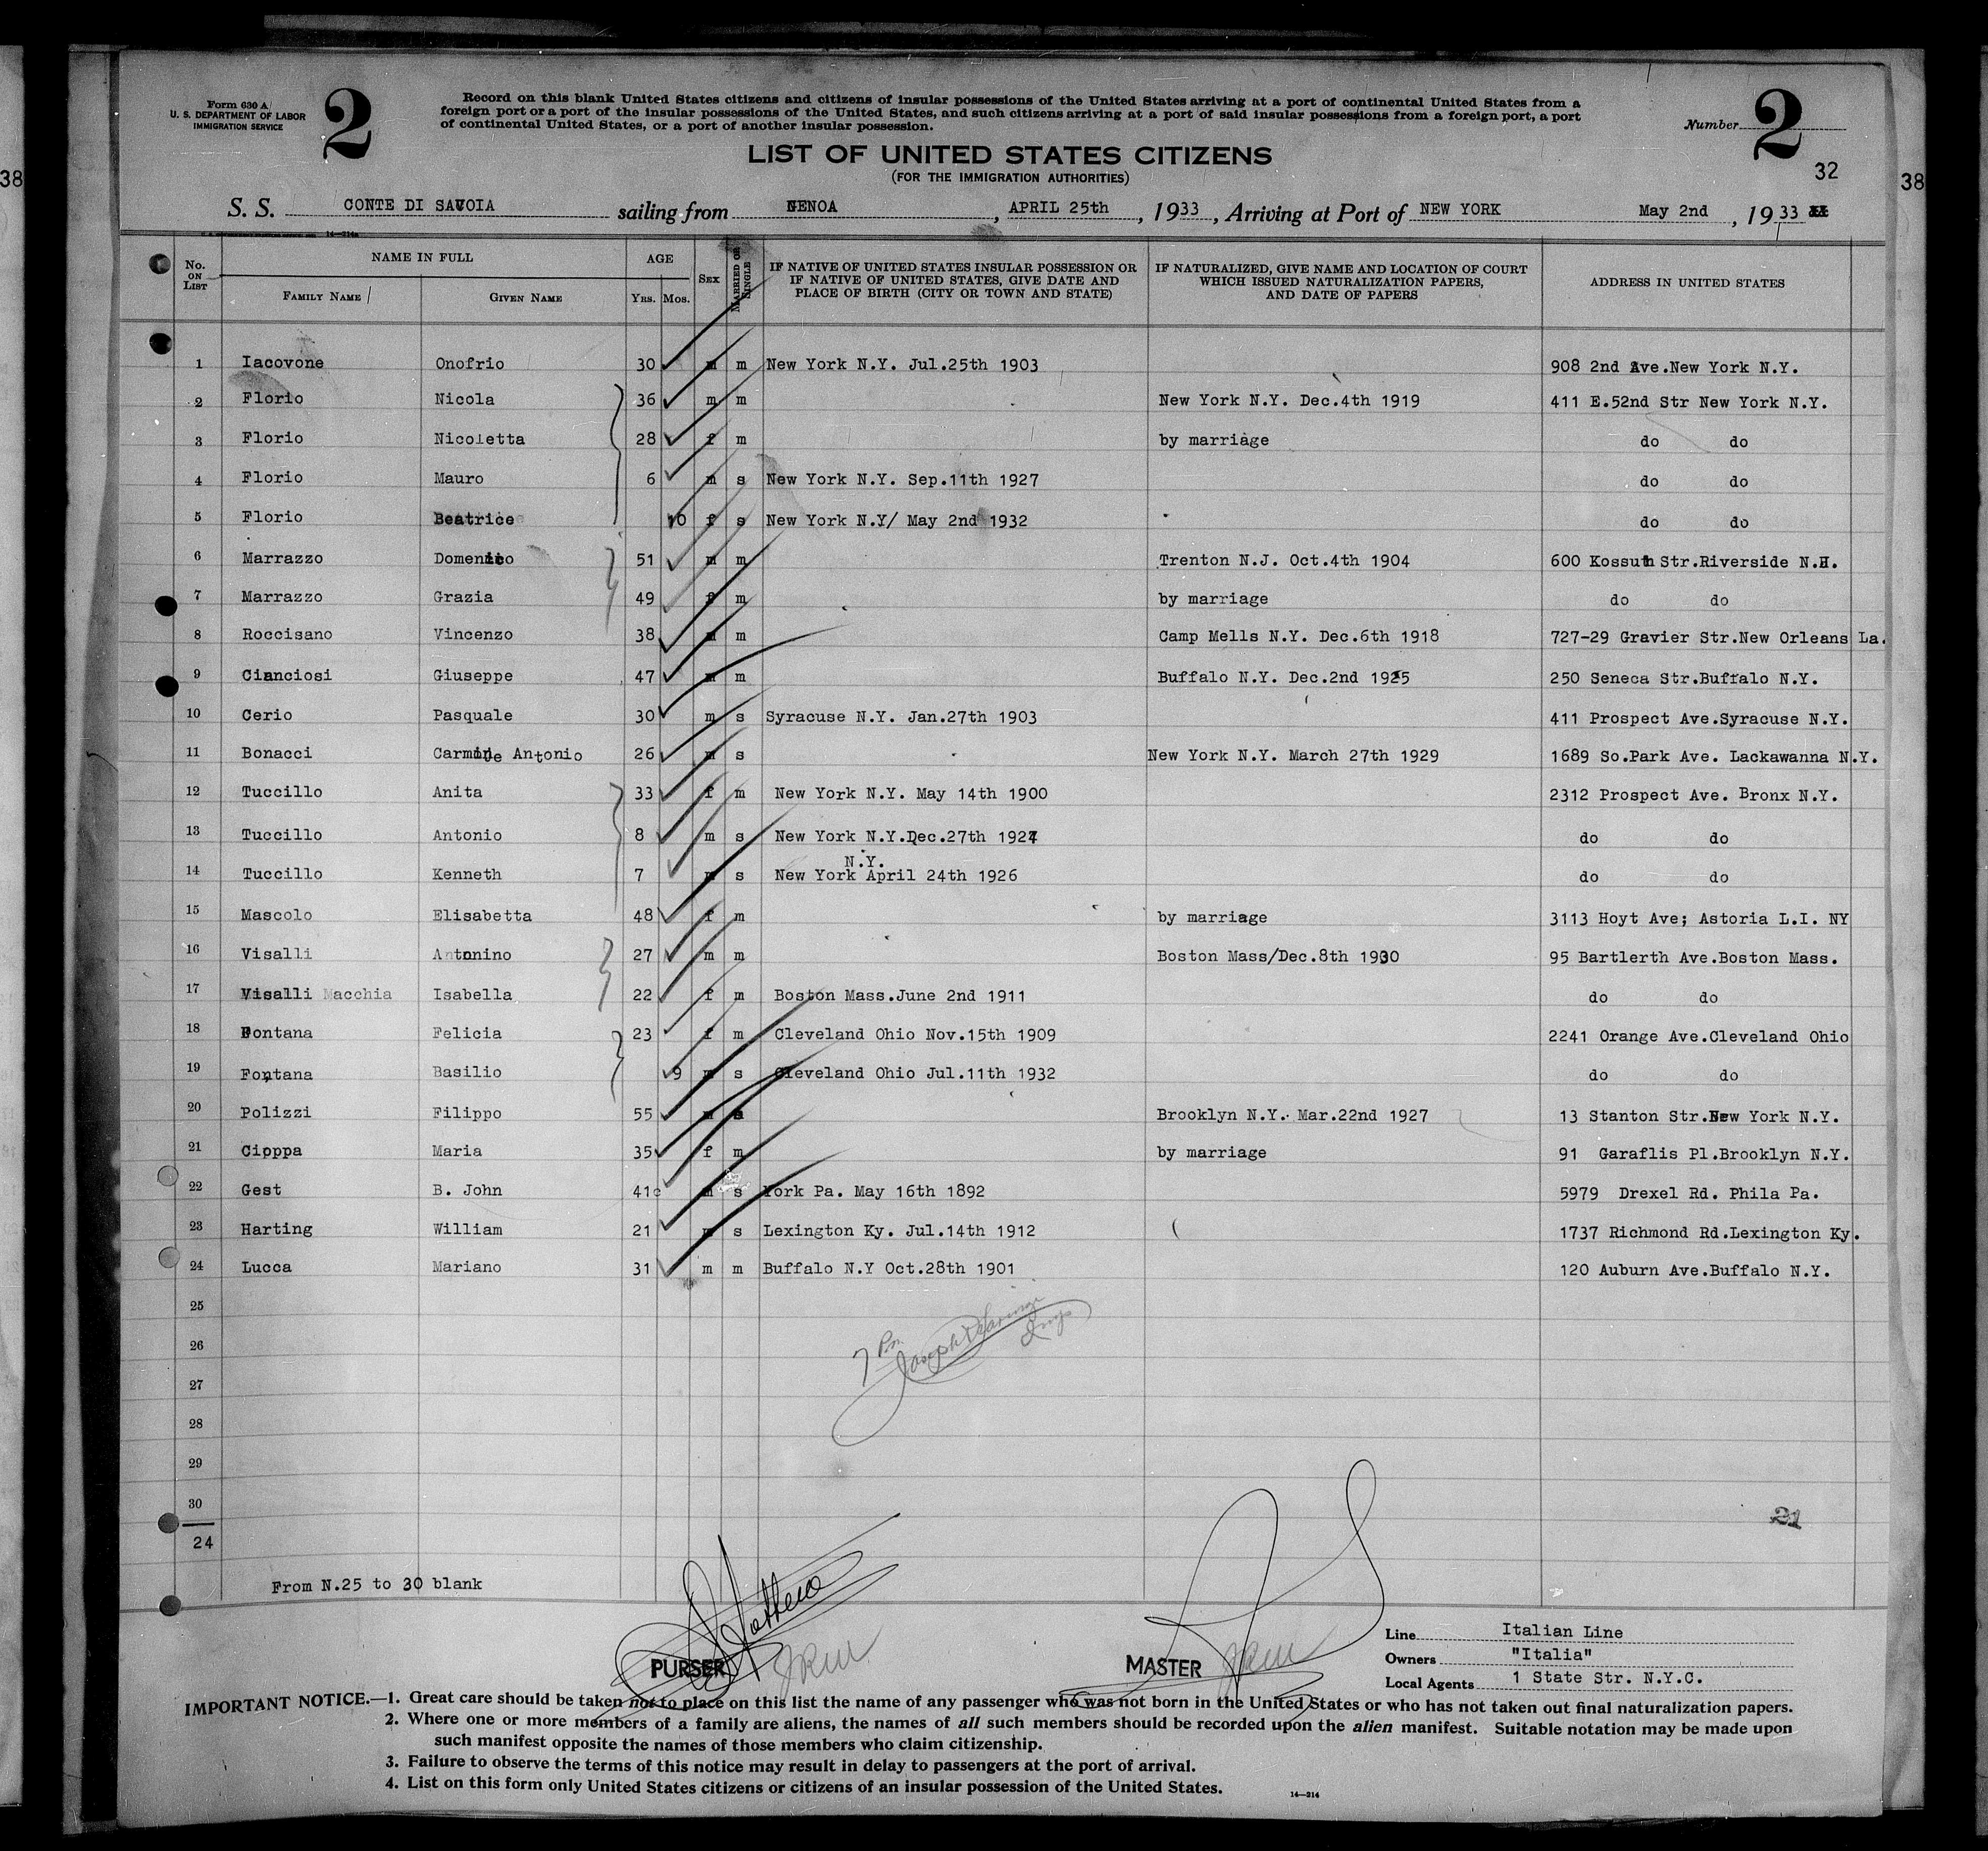 38
Form 630 A
U. S. DEPARTMENT OF LABOR
IMMIGRATION SERVICE
2
Record on this blank United States citizens and citizens of insular possessions of the United States arriving at a port of continental United States from a
foreign port or a port of the insular possessions of the United States, and such citizens arriving at a port of said insular possessions from a foreign port, a port
of continental United States, or a port of another insular possession.
Number 2
LIST OF UNITED STATES CITIZENS
(FOR THE IMMIGRATION AUTHORITIES)
32
38
S. S. CONTE DI SAVOIA sailing from GENOA, APRIL 25th, 1933, Arriving at Port of NEW YORK May 2nd, 1933
14—214a
No. ON LIST
NAME IN FULL
FAMILY NAME
GIVEN NAME
AGE
YRS. MOS.
SEX
MARRIED OR SINGLE
IF NATIVE OF UNITED STATES INSULAR POSSESSION OR
IF NATIVE OF UNITED STATES, GIVE DATE AND
PLACE OF BIRTH (CITY OR TOWN AND STATE)
IF NATURALIZED, GIVE NAME AND LOCATION OF COURT
WHICH ISSUED NATURALIZATION PAPERS,
AND DATE OF PAPERS
ADDRESS IN UNITED STATES
1 Iacovone Onofrio 30 m m New York N.Y. Jul.25th 1903 908 2nd Ave.New York N.Y.
2 Florio Nicola 36 m m New York N.Y. Dec.4th 1919 411 E.52nd Str New York N.Y.
3 Florio Nicoletta 28 f m by marriage do do
4 Florio Mauro 6 m s New York N.Y. Sep.11th 1927 do do
5 Florio Beatrice 10 f s New York N.Y/ May 2nd 1932 do do
6 Marrazzo Domenico 51 m m Trenton N.J. Oct.4th 1904 600 Kossuth Str.Riverside N.H.
7 Marrazzo Grazia 49 f m by marriage do do
8 Roccisano Vincenzo 38 m m Camp Mells N.Y. Dec.6th 1918 727-29 Gravier Str.New Orleans La.
9 Cianciosi Giuseppe 47 m m Buffalo N.Y. Dec.2nd 1925 250 Seneca Str.Buffalo N.Y.
10 Cerio Pasquale 30 m s Syracuse N.Y. Jan.27th 1903 411 Prospect Ave.Syracuse N.Y.
11 Bonacci Carmine Antonio 26 m s New York N.Y. March 27th 1929 1689 So.Park Ave. Lackawanna N.Y.
12 Tuccillo Anita 33 f m New York N.Y. May 14th 1900 2312 Prospect Ave. Bronx N.Y.
13 Tuccillo Antonio 8 m s New York N.Y.Dec.27th 1924 do do
N.Y.
14 Tuccillo Kenneth 7 m s New York April 24th 1926 do do
15 Mascolo Elisabetta 48 f m by marriage 3113 Hoyt Ave; Astoria L.I. NY
16 Visalli Antonino 27 m m Boston Mass/Dec.8th 1930 95 Bartlerth Ave.Boston Mass.
17 Visalli Macchia Isabella 22 f m Boston Mass.June 2nd 1911 do do
18 Fontana Felicia 23 f m Cleveland Ohio Nov.15th 1909 2241 Orange Ave.Cleveland Ohio
19 Fontana Basilio 9 m s Cleveland Ohio Jul.11th 1932 do do
20 Polizzi Filippo 55 m s Brooklyn N.Y. Mar.22nd 1927 13 Stanton Str.New York N.Y.
21 Cipppa Maria 35 f m by marriage 91 Garaflis Pl.Brooklyn N.Y.
22 Gest B. John 41 m s York Pa. May 16th 1892 5979 Drexel Rd. Phila Pa.
23 Harting William 21 m s Lexington Ky. Jul.14th 1912 1737 Richmond Rd.Lexington Ky.
24 Lucca Mariano 31 m m Buffalo N.Y Oct.28th 1901 120 Auburn Ave.Buffalo N.Y.
25
26
27
28
29
30
24
21
From N.25 to 30 blank
PURSER
MASTER
Line Italian Line
Owners "Italia"
Local Agents 1 State Str. N.Y.C.
IMPORTANT NOTICE.—1. Great care should be taken not to place on this list the name of any passenger who was not born in the United States or who has not taken out final naturalization papers.
2. Where one or more members of a family are aliens, the names of all such members should be recorded upon the alien manifest. Suitable notation may be made upon
such manifest opposite the names of those members who claim citizenship.
3. Failure to observe the terms of this notice may result in delay to passengers at the port of arrival.
4. List on this form only United States citizens or citizens of an insular possession of the United States.
14—214